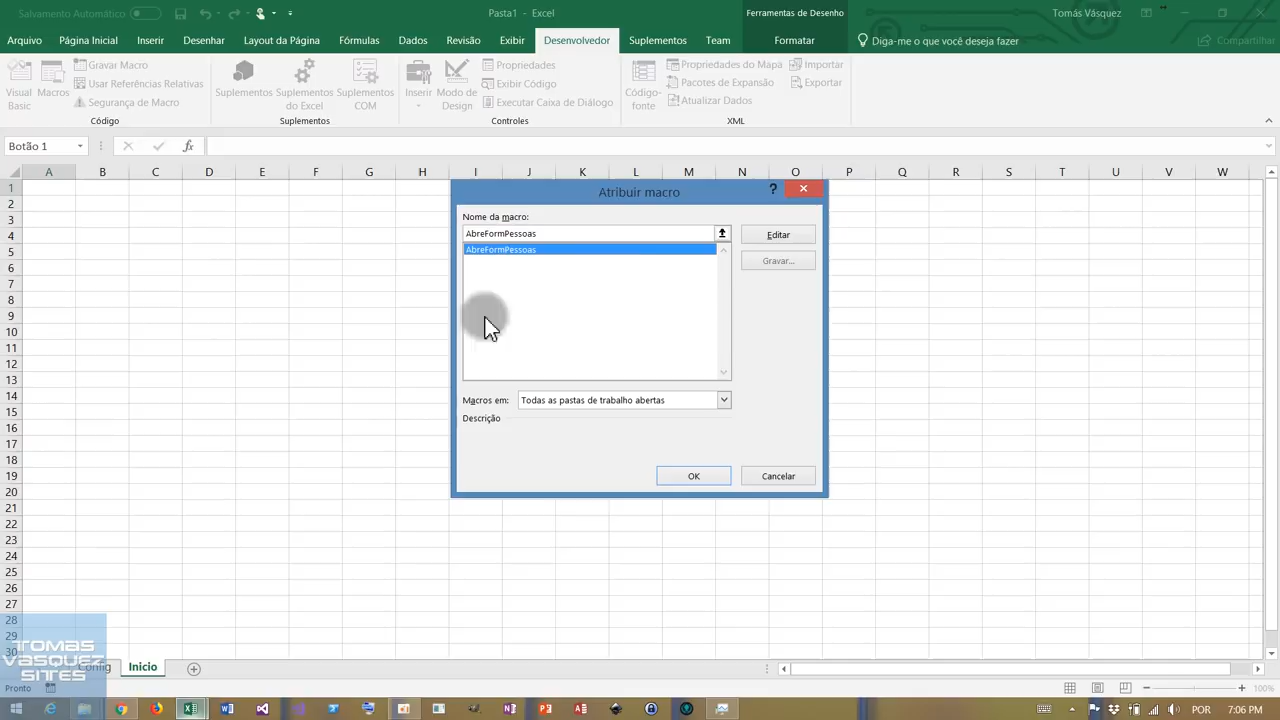 Salvamento Automático
Pasta1 - Excel
Ferramentas de Desenho
Tomás Vásquez
Arquivo
Página Inicial
Inserir
Desenhar
Layout da Página
Fórmulas
Dados
Revisão
Exibir
Desenvolvedor
Suplementos
Team
Formatar
Diga-me o que você deseja fazer
Compartilhar
Visual
Basic
Macros
Gravar Macro
Usar Referências Relativas
Segurança de Macro
Código
Suplementos
Suplementos
do Excel
Suplementos
COM
Suplementos
Inserir
Modo de
Design
Propriedades
Exibir Código
Executar Caixa de Diálogo
Controles
Código-
fonte
Propriedades do Mapa
Pacotes de Expansão
Atualizar Dados
Importar
Exportar
XML
Botão 1
fx
A B C D E F G H I J K L M N O P Q R S T U V W
1
2
3
4
5
6
7
8
9
10
11
12
13
14
15
16
17
18
19
20
21
22
23
24
25
26
27
28
29
30
Atribuir macro
?
Nome da macro:
AbreFormPessoas
AbreFormPessoas
Editar
Gravar...
Macros em:
Todas as pastas de trabalho abertas
Descrição
OK
Cancelar
TOMAS
VASQUEZ
SITES
Config
Inicio
Pronto
100%
POR
7:06 PM